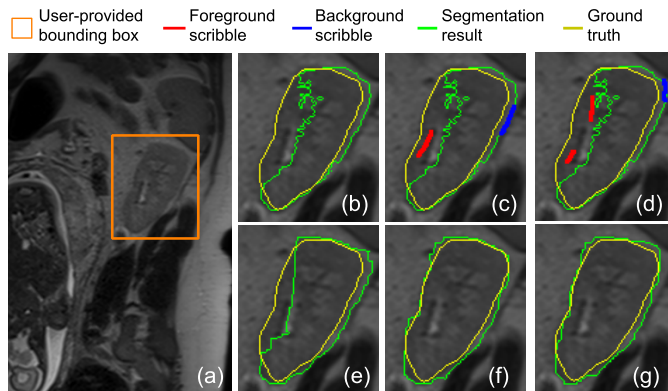 User-provided bounding box
Foreground scribble
Background scribble
Segmentation result
Ground truth
(a)
(b)
(c)
(d)
(e)
(f)
(g)